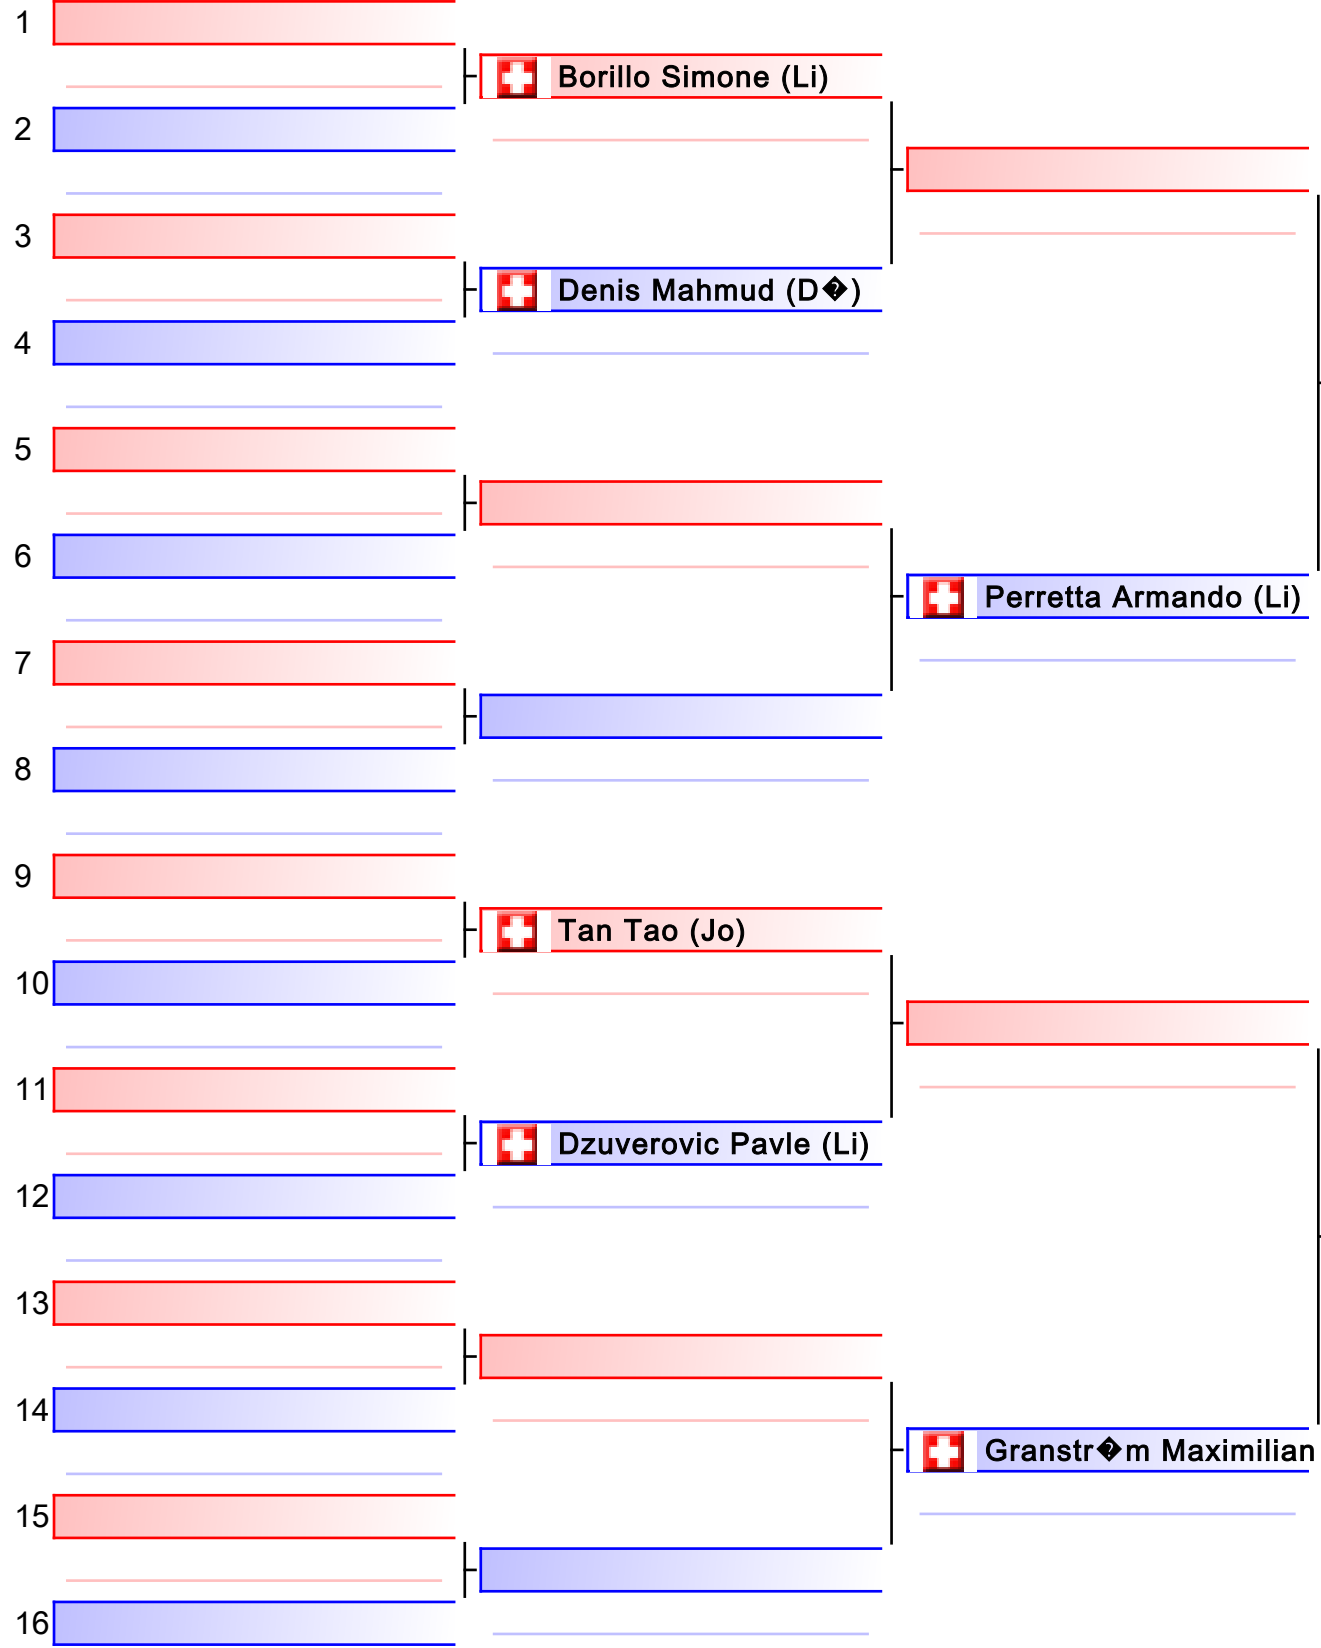 1
Borillo Simone (Li)
2
3
Denis Mahmud (D�)
4
5
6
Perretta Armando (Li)
7
8
9
Tan Tao (Jo)
10
11
Dzuverovic Pavle (Li)
12
13
14
Granstr�m Maximilian
15
16